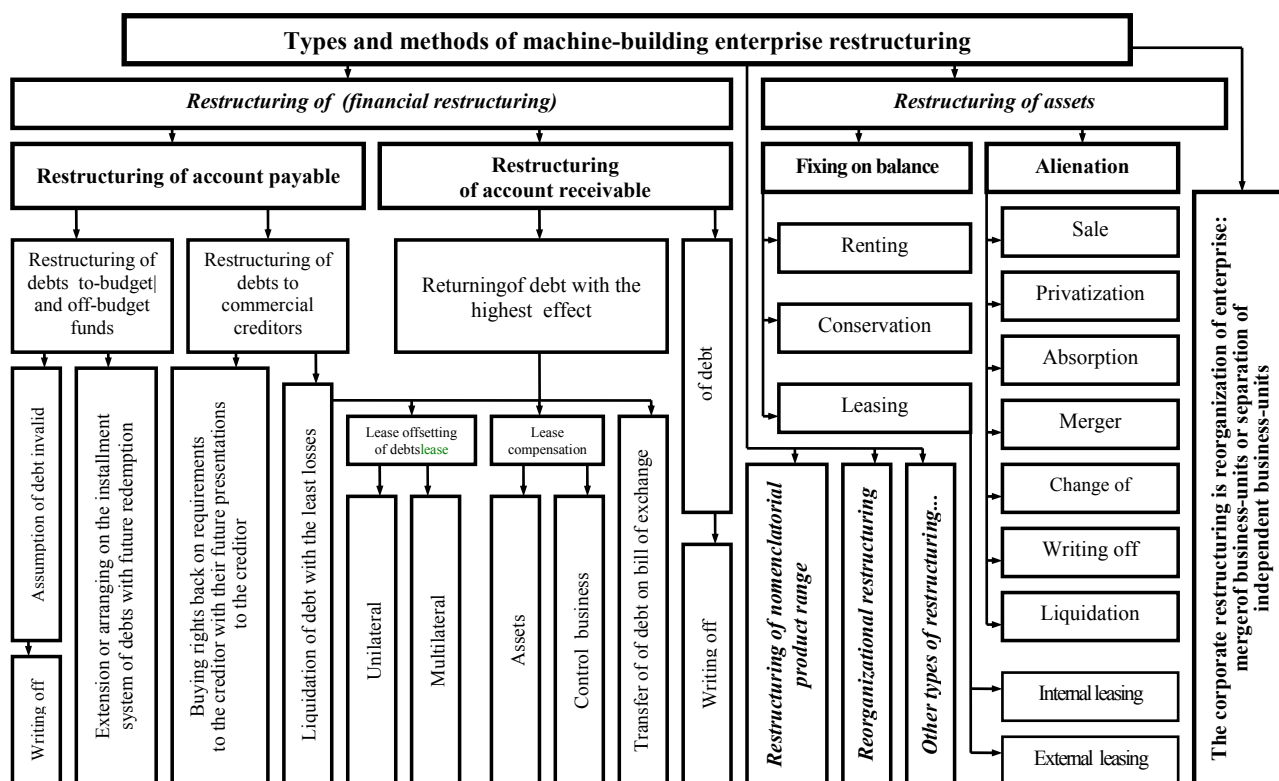 Types and methods of machine-building enterprise restructuring
Restructuring of (financial restructuring)
Restructuring of assets
Restructuring of account payable
Restructuring
of account receivable
Fixing on balance
Alienation
Restructuring of
debts to-budget|
and off-budget
funds
Restructuring of
debts to
commercial
creditors
Returningof debt with the
highest effect
of debt
Renting
Conservation
Leasing
Sale
Privatization
Absorption
Merger
Change of
Writing off
Liquidation
Internal leasing
External leasing
The corporate restructuring is reorganization of enterprise:
mergerof business-units or separation of
independent business-units
Assumption of debt invalid
Writing off
Extension or arranging on the installment
system of debts with future redemption
Buying rights back on requirements
to the creditor with their future presentations
to the creditor
Liquidation of debt with the least losses
Lease offsetting
of debtslease
Unilateral
Multilateral
Lease
compensation
Assets
Control business
Transfer of debt on bill of exchange
Writing off
Restructuring of nomenclatorial
product range
Reorganizational restructuring
Other types of restructuring...